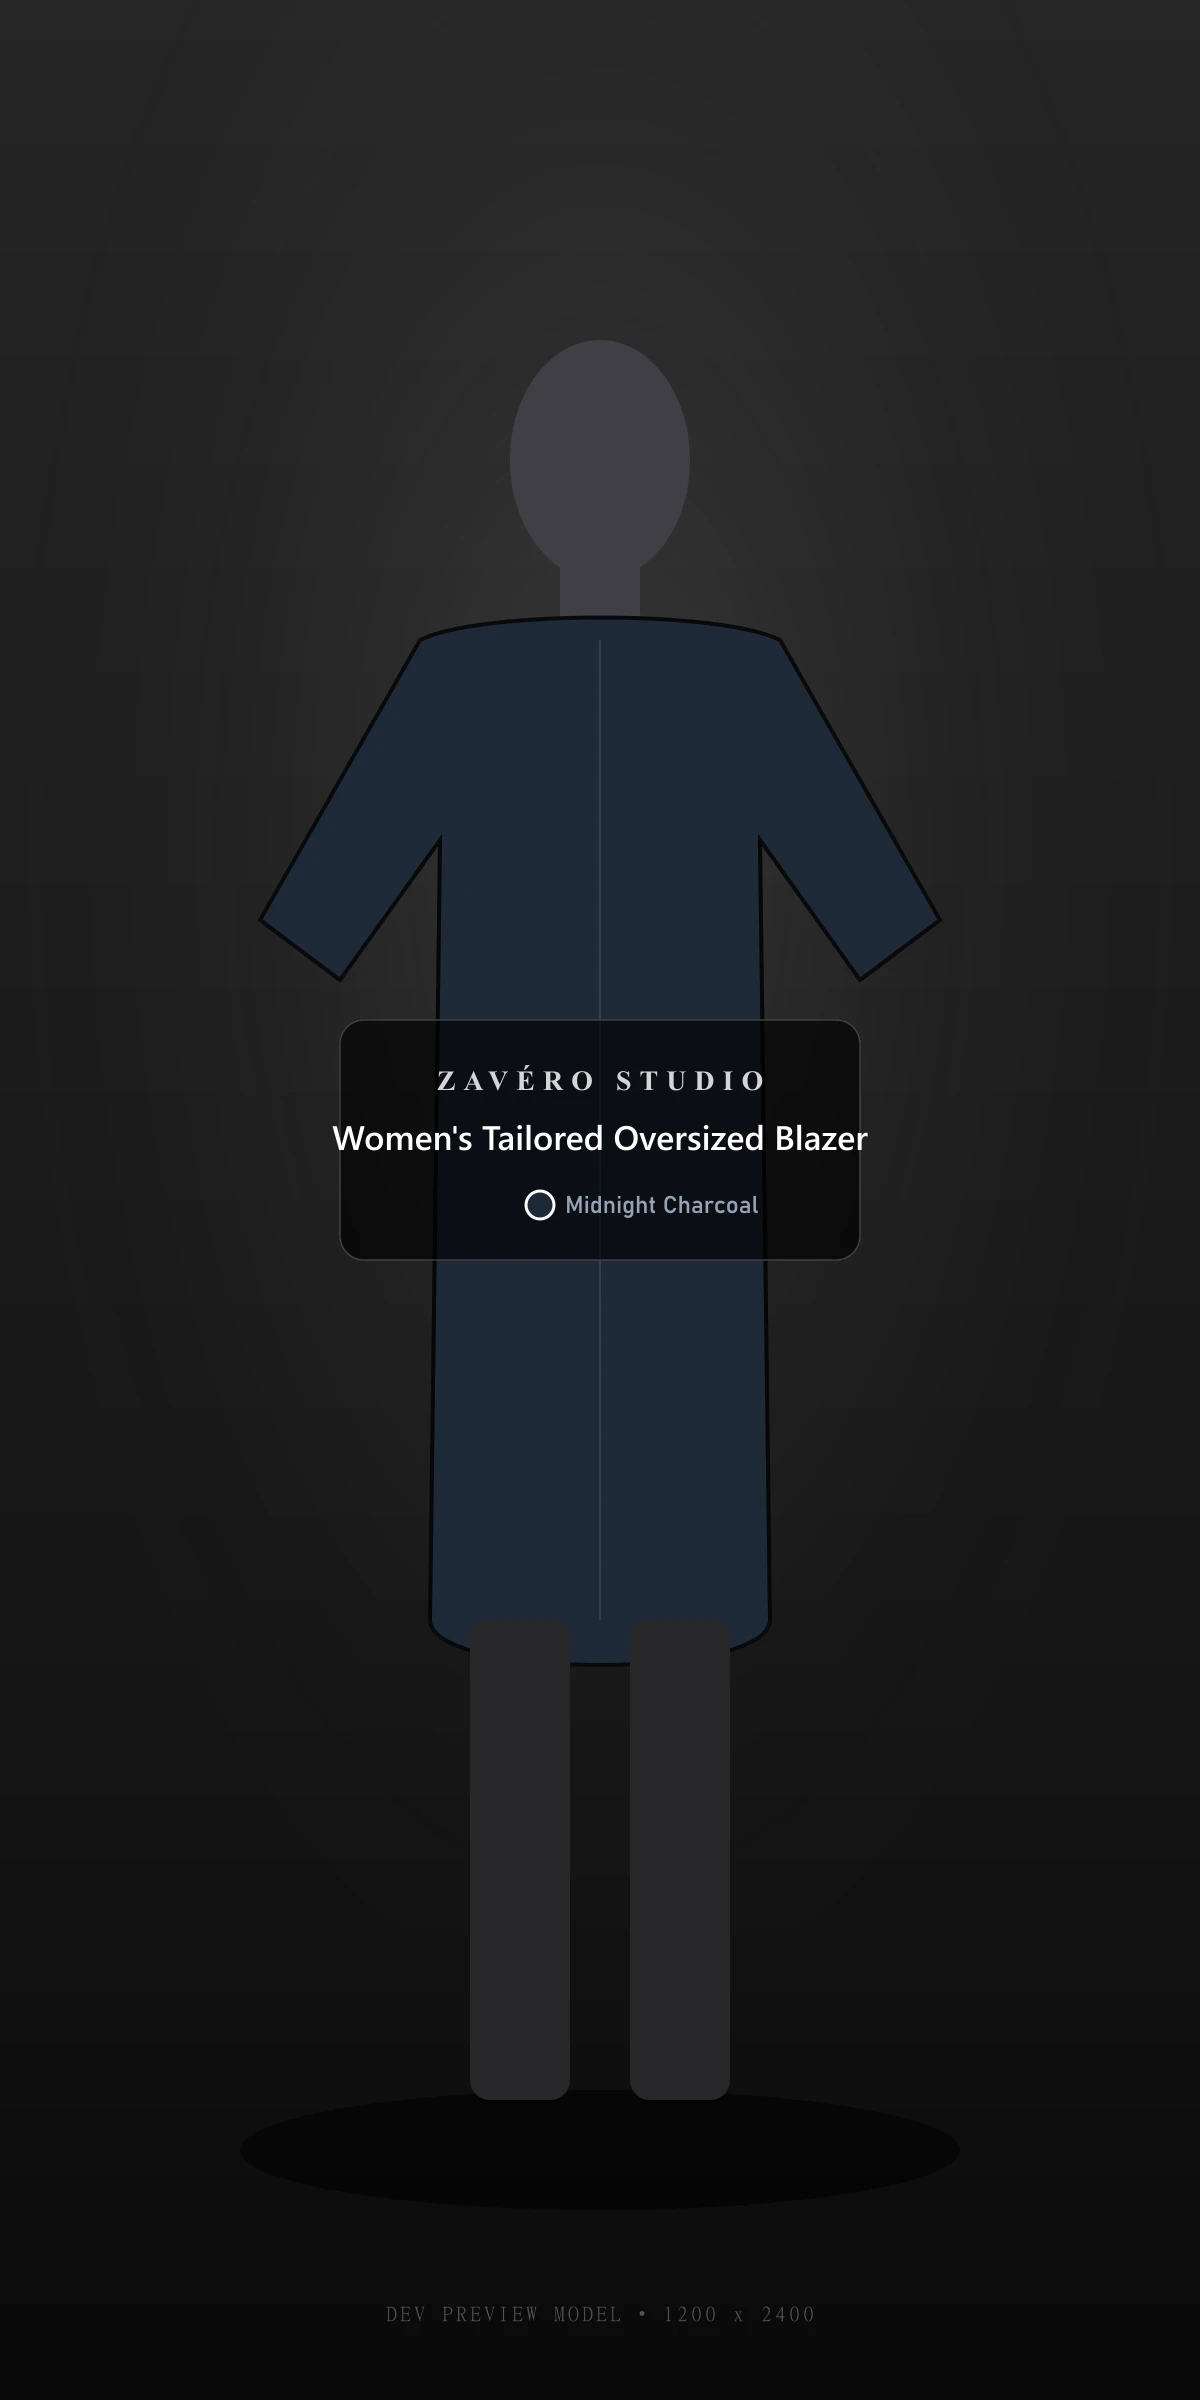 ZAVÉRO STUDIO
Women's Tailored Oversized Blazer
Midnight Charcoal
DEV PREVIEW MODEL • 1200 x 2400